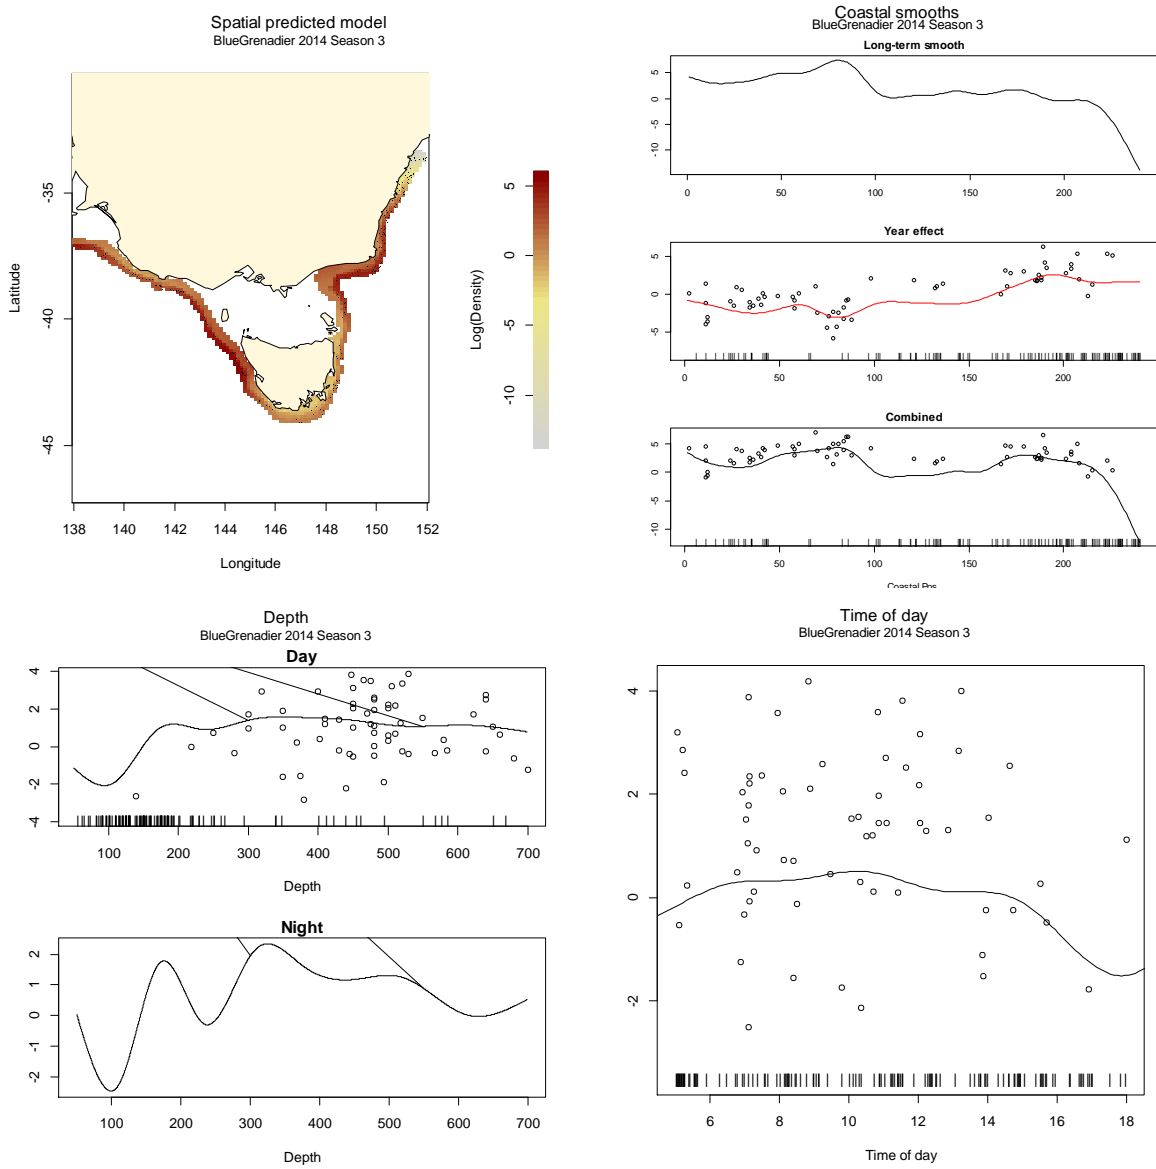 Spatial predicted model
BlueGrenadier 2014 Season 3
-35
-40
-45
Latitude
138 140 142 144 146 148 150 152
Longitude
5
0
-5
-10
Log(Density)
Coastal smooths
BlueGrenadier 2014 Season 3
Long-term smooth
5
0
-5
-10
0 50 100 150 200
Year effect
5
0
-5
0 50 100 150 200
Combined
5
0
-5
-10
0 50 100 150 200
Coastal Pos
Depth
BlueGrenadier 2014 Season 3
Day
4
2
0
-2
-4
100 200 300 400 500 600 700
Depth
Night
2
1
0
-1
-2
100 200 300 400 500 600 700
Depth
Time of day
BlueGrenadier 2014 Season 3
4
2
0
-2
6 8 10 12 14 16 18
Time of day